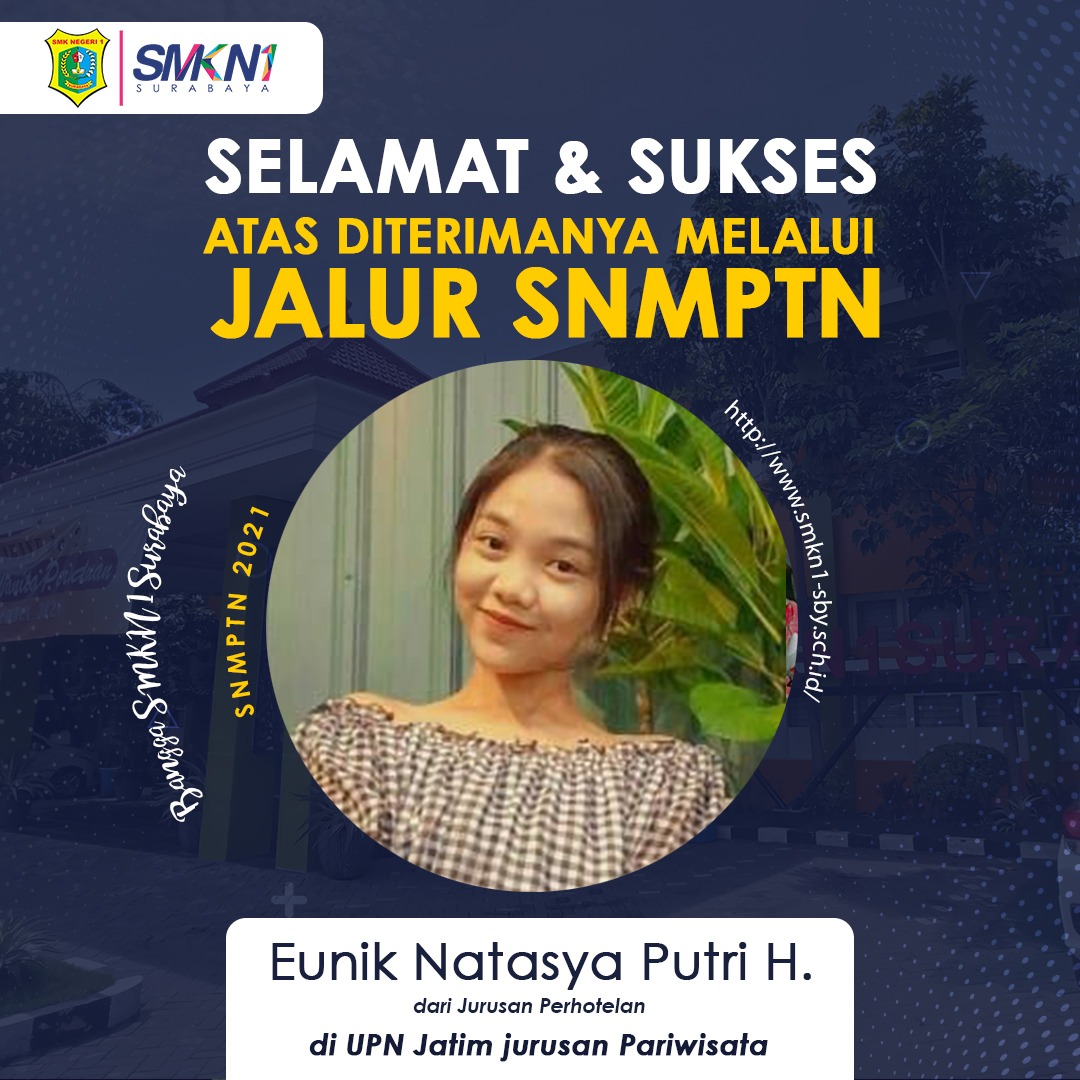 SMK NEGERI 1
SURABAYA
SMKN1
SURABAYA
SELAMAT & SUKSES
ATAS DITERIMANYA MELALUI
JALUR SNMPTN
Bangga SMKN 1 Surabaya
SNMPTN 2021
http://www.smkn1-sby.sch.id/
Eunik Natasya Putri H.
dari Jurusan Perhotelan
di UPN Jatim jurusan Pariwisata